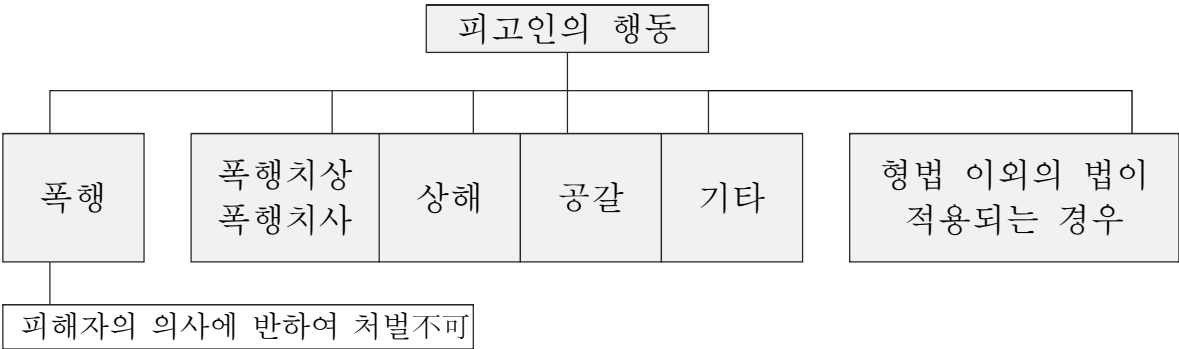 피고인의 행동
폭행
폭행치상
폭행치사
상해
공갈
기타
형법 이외의 법이
적용되는 경우
피해자의 의사에 반하여 처벌不可